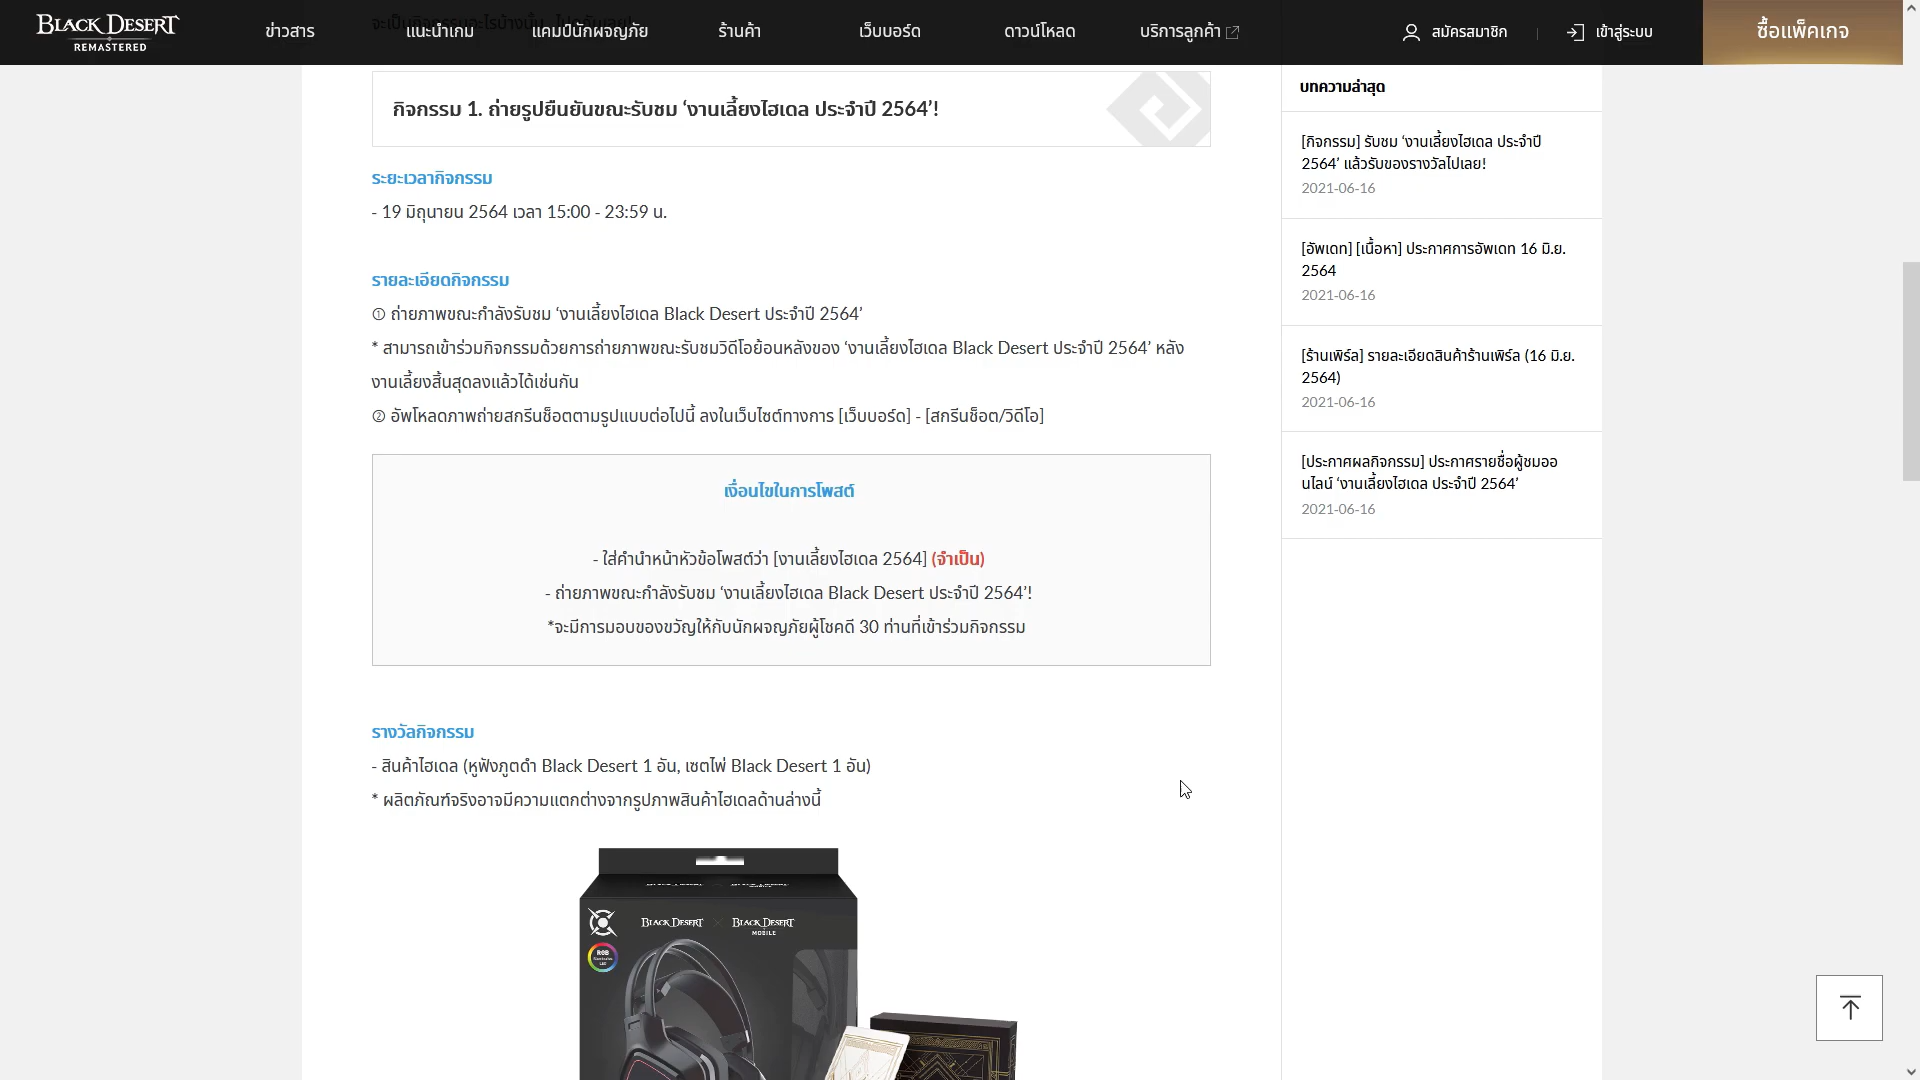 BLACK DESERT
REMASTERED
ข่าวสาร
แนะนำเกม
แคมป์นักผจญภัย
ร้านค้า
เว็บบอร์ด
ดาวน์โหลด
บริการลูกค้า
สมัครสมาชิก
เข้าสู่ระบบ
ซื้อแพ็คเกจ
กิจกรรม 1. ถ่ายรูปยืนยันขณะรับชม ‘งานเลี้ยงไฮเดล ประจำปี 2564’!
ระยะเวลากิจกรรม
- 19 มิถุนายน 2564 เวลา 15:00 - 23:59 น.
รายละเอียดกิจกรรม
① ถ่ายภาพขณะกำลังรับชม ‘งานเลี้ยงไฮเดล Black Desert ประจำปี 2564’
* สามารถเข้าร่วมกิจกรรมด้วยการถ่ายภาพขณะรับชมวิดีโอย้อนหลังของ ‘งานเลี้ยงไฮเดล Black Desert ประจำปี 2564’ หลัง
งานเลี้ยงสิ้นสุดลงแล้วได้เช่นกัน
② อัพโหลดภาพถ่ายสกรีนช็อตตามรูปแบบต่อไปนี้ ลงในเว็บไซต์ทางการ [เว็บบอร์ด] - [สกรีนช็อต/วิดีโอ]
เงื่อนไขในการโพสต์
- ใส่คำนำหน้าหัวข้อโพสต์ว่า [งานเลี้ยงไฮเดล 2564] (จำเป็น)
- ถ่ายภาพขณะกำลังรับชม ‘งานเลี้ยงไฮเดล Black Desert ประจำปี 2564’!
*จะมีการมอบของขวัญให้กับนักผจญภัยผู้โชคดี 30 ท่านที่เข้าร่วมกิจกรรม
รางวัลกิจกรรม
- สินค้าไฮเดล (หูฟังภูตดำ Black Desert 1 อัน, เซตไพ่ Black Desert 1 อัน)
* ผลิตภัณฑ์จริงอาจมีความแตกต่างจากรูปภาพสินค้าไฮเดลด้านล่างนี้
BLACK DESERT
BLACK DESERT
MOBILE
RGB
บทความล่าสุด
[กิจกรรม] รับชม ‘งานเลี้ยงไฮเดล ประจำปี
2564’ แล้วรับของรางวัลไปเลย!
2021-06-16
[อัพเดท] [เนื้อหา] ประกาศการอัพเดท 16 มิ.ย.
2564
2021-06-16
[ร้านเพิร์ล] รายละเอียดสินค้าร้านเพิร์ล (16 มิ.ย.
2564)
2021-06-16
[ประกาศผลกิจกรรม] ประกาศรายชื่อผู้ชมออ
นไลน์ ‘งานเลี้ยงไฮเดล ประจำปี 2564’
2021-06-16